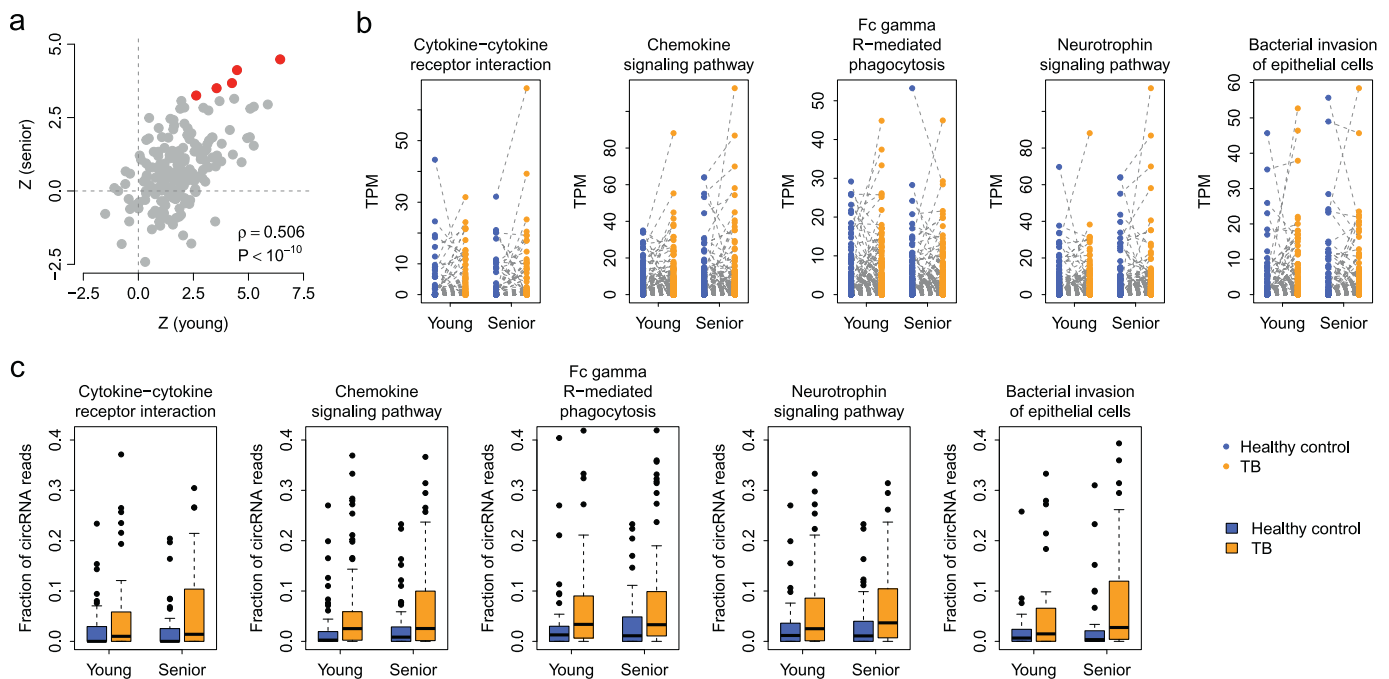 a
5.0
2.5
0.0
−2.5
Z (senior)
ρ = 0.506
P < 10−10
−2.5
0.0
2.5
5.0
7.5
Z (young)
b
Cytokine−cytokine
receptor interaction
TPM
50
30
10
0
Young
Senior
Chemokine
signaling pathway
TPM
80
60
40
20
0
Young
Senior
Fc gamma
R−mediated
phagocytosis
TPM
50
40
30
20
10
0
Young
Senior
Neurotrophin
signaling pathway
TPM
80
60
40
20
0
Young
Senior
Bacterial invasion
of epithelial cells
TPM
60
50
40
30
20
10
0
Young
Senior
c
Cytokine−cytokine
receptor interaction
Fraction of circRNA reads
0.4
0.3
0.2
0.1
0.0
Young
Senior
Chemokine
signaling pathway
Fraction of circRNA reads
0.4
0.3
0.2
0.1
0.0
Young
Senior
Fc gamma
R−mediated
phagocytosis
Fraction of circRNA reads
0.4
0.3
0.2
0.1
0.0
Young
Senior
Neurotrophin
signaling pathway
Fraction of circRNA reads
0.4
0.3
0.2
0.1
0.0
Young
Senior
Bacterial invasion
of epithelial cells
Fraction of circRNA reads
0.4
0.3
0.2
0.1
0.0
Young
Senior
Healthy control
TB
Healthy control
TB